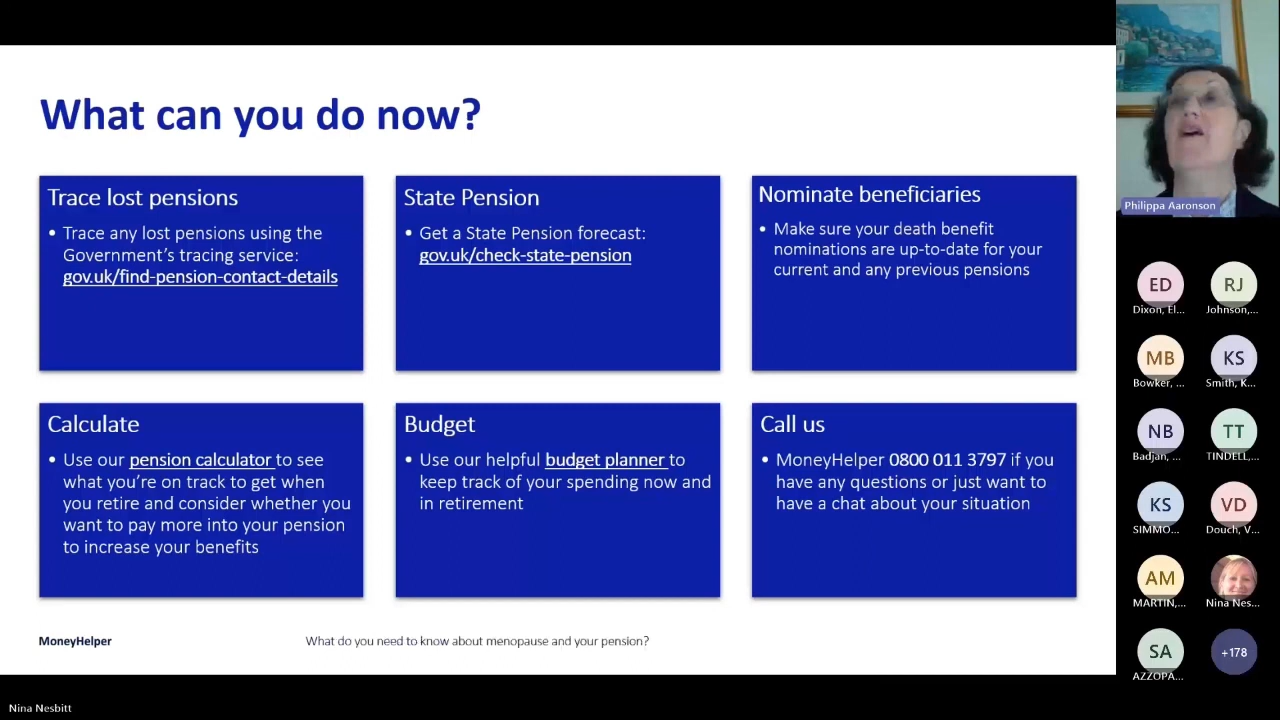 What can you do now?
Trace lost pensions
• Trace any lost pensions using the
Government's tracing service:
gov.uk/find-pension-contact-details
State Pension
• Get a State Pension forecast:
gov.uk/check-state-pension
Nominate beneficiaries
• Make sure your death benefit
nominations are up-to-date for your
current and any previous pensions
Calculate
• Use our pension calculator to see
what you're on track to get when
you retire and consider whether you
want to pay more into your pension
to increase your benefits
Budget
• Use our helpful budget planner to
keep track of your spending now and
in retirement
Call us
• MoneyHelper 0800 011 3797 if you
have any questions or just want to
have a chat about your situation
MoneyHelper
What do you need to know about menopause and your pension?
Philippa Aaronson
ED
Dixon, El...
RJ
Johnson,...
MB
Bowker, ...
KS
Smith, K...
NB
Badjan, ...
TT
TINDELL,...
KS
SIMMO...
VD
Douch, V...
AM
MARTIN,...
Nina Nes...
SA
AZZOPA...
+178
Nina Nesbitt